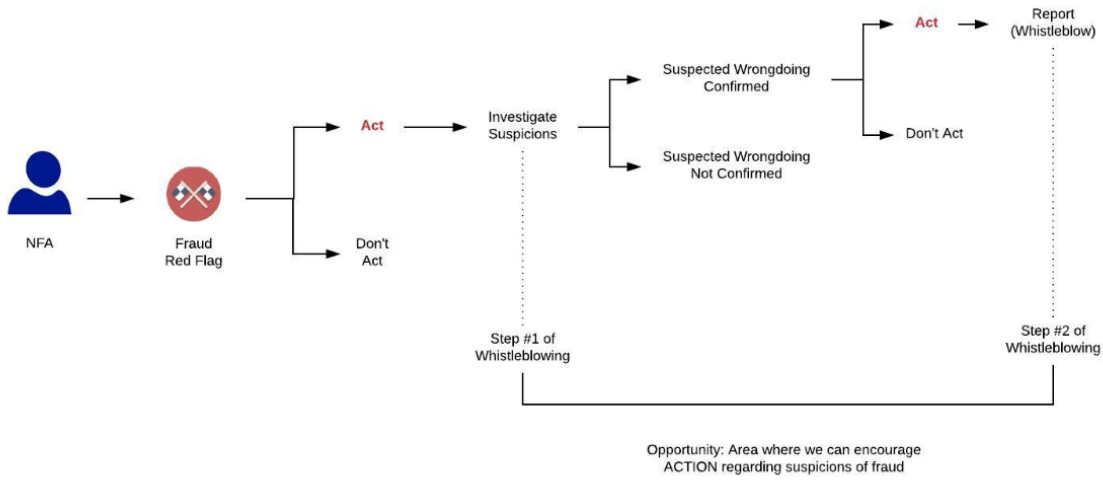 NFA
Fraud
Red Flag
Act
Don't
Act
Investigate
Suspicions
Suspected Wrongdoing
Confirmed
Suspected Wrongdoing
Not Confirmed
Act
Don't Act
Report
(Whistleblow)
Step #1 of
Whistleblowing
Step #2 of
Whistleblowing
Opportunity: Area where we can encourage
ACTION regarding suspicions of fraud